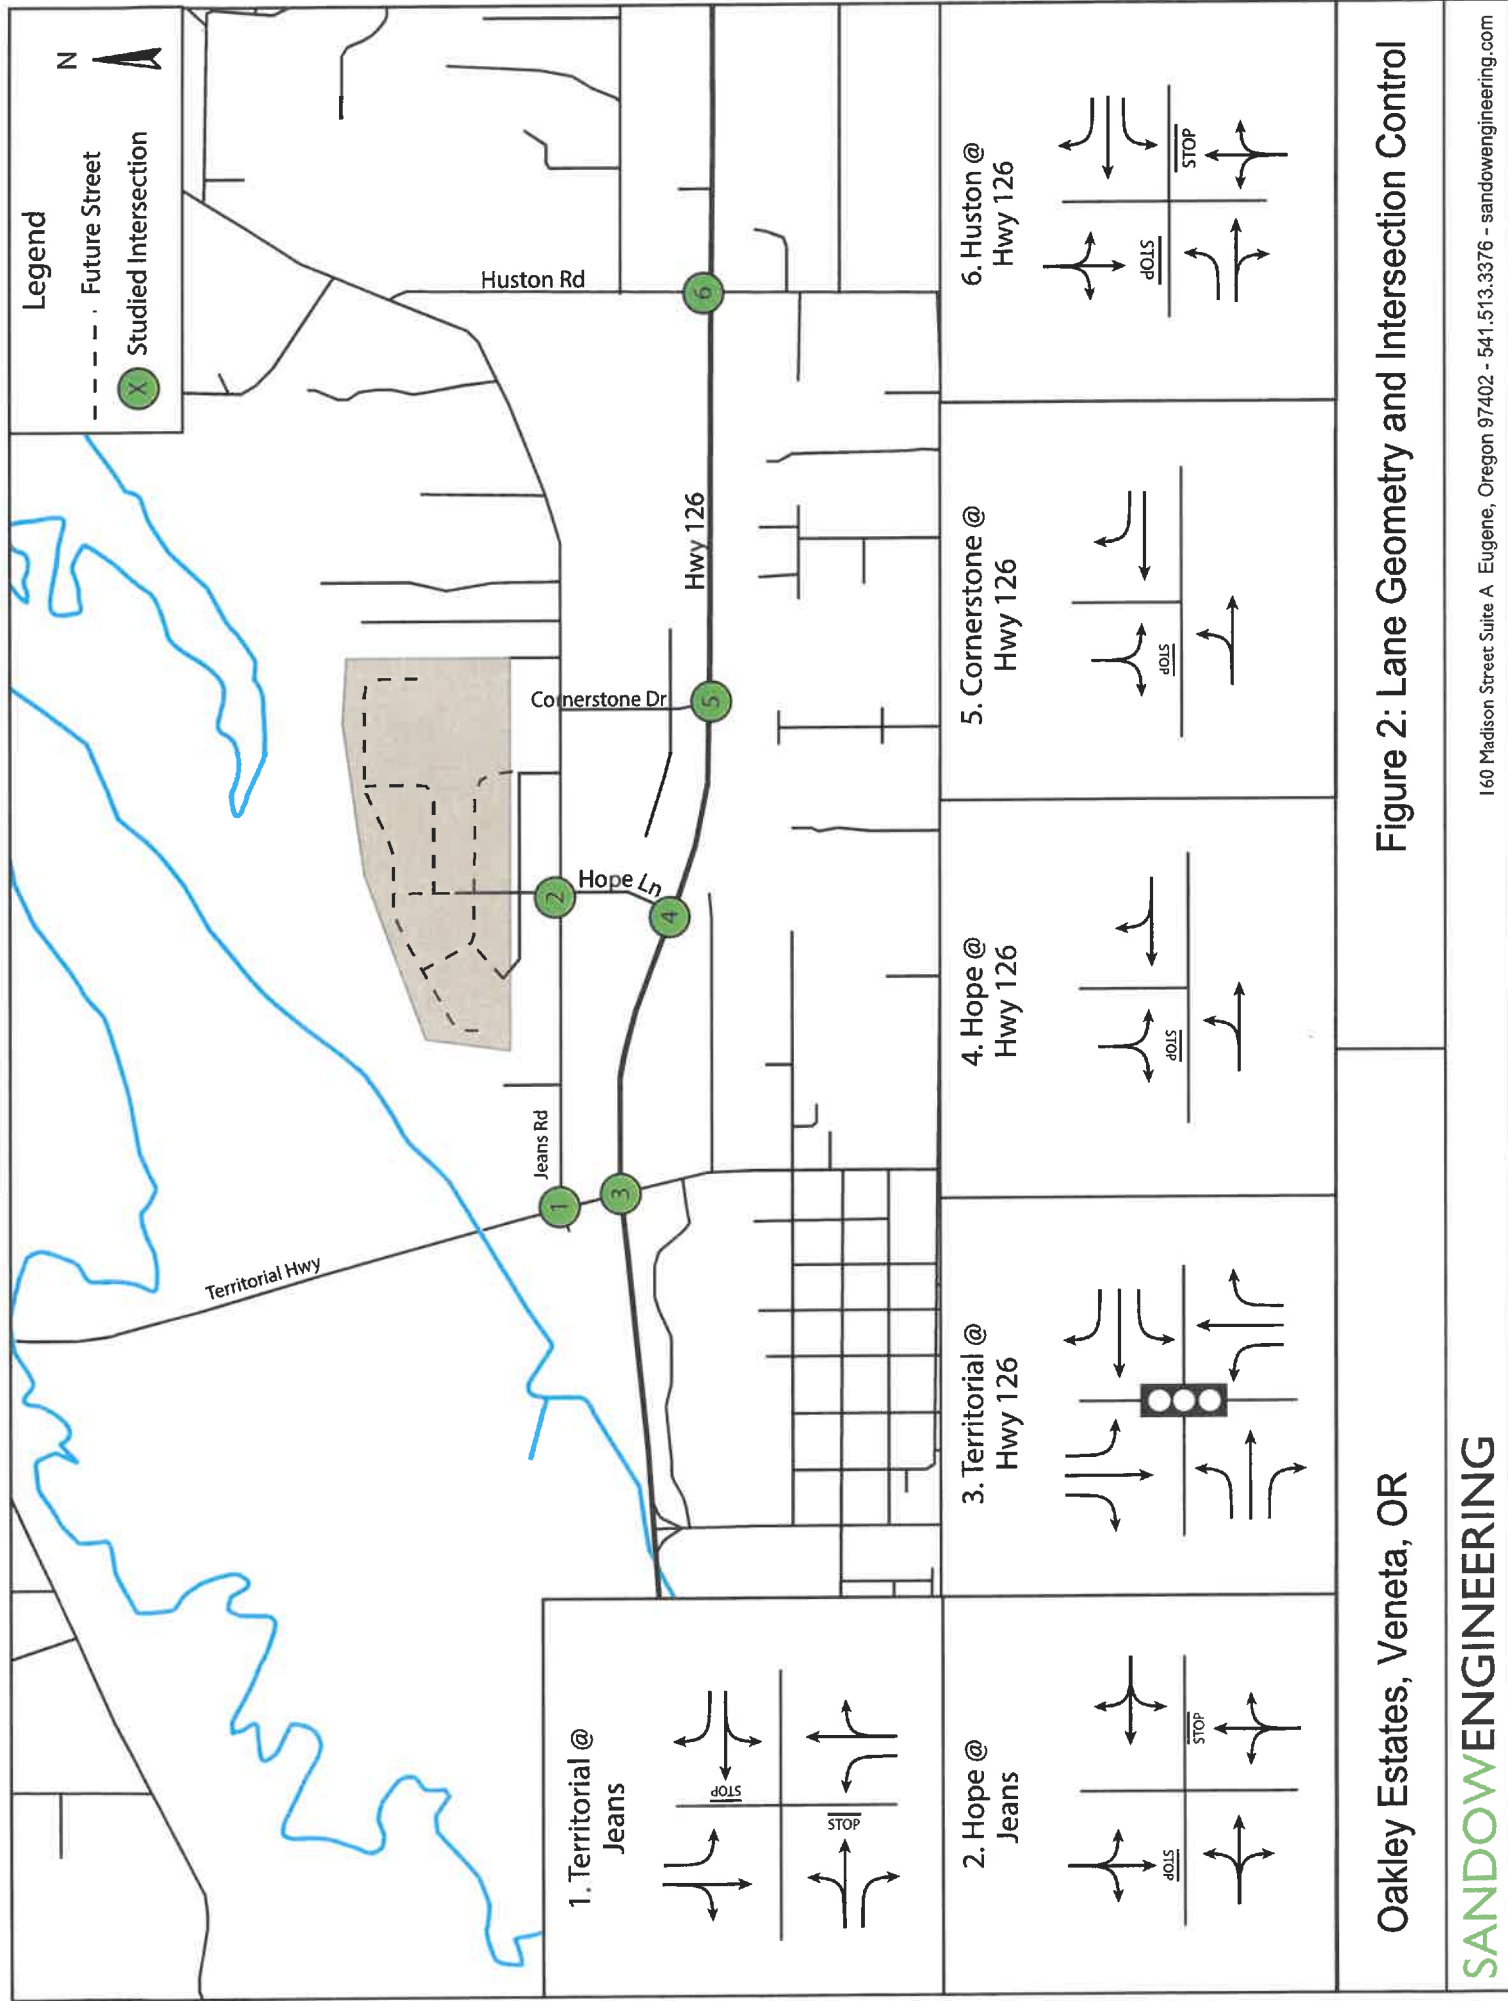 Legend
N
Future Street
X
Studied Intersection
Territorial Hwy
Jeans Rd
Hope Ln
Cornerstone Dr
Hwy 126
Huston Rd
1
2
3
4
5
6
1. Territorial @
Jeans
STOP
STOP
2. Hope @
Jeans
STOP
STOP
3. Territorial @
Hwy 126
4. Hope @
Hwy 126
STOP
5. Cornerstone @
Hwy 126
STOP
6. Huston @
Hwy 126
STOP
STOP
Oakley Estates, Veneta, OR
Figure 2: Lane Geometry and Intersection Control
SANDOWENGINEERING
160 Madison Street Suite A Eugene, Oregon 97402 - 541.513.3376 - sandowengineering.com